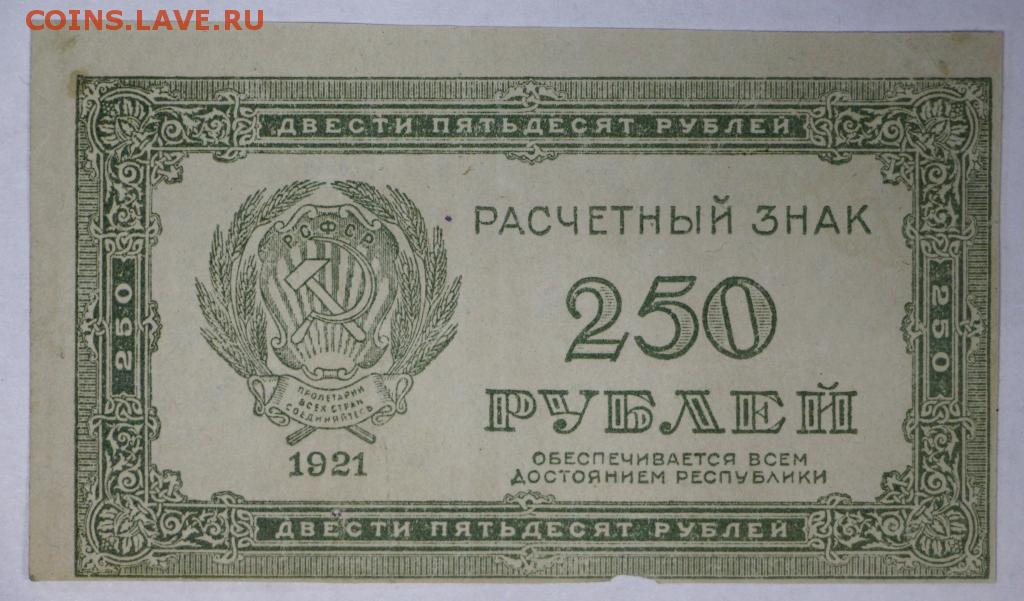 COINS.LAVE.RU
ДВЕСТИ ПЯТЬДЕСЯТ РУБЛЕЙ
РСФСР
РАСЧЕТНЫЙ ЗНАК
250
250
250
РУБЛЕЙ
ПРОЛЕТАРИИ
ВСЕХ СТРАН
СОЕДИНЯЙТЕСЬ
1921
ОБЕСПЕЧИВАЕТСЯ ВСЕМ
ДОСТОЯНИЕМ РЕСПУБЛИКИ
ДВЕСТИ ПЯТЬДЕСЯТ РУБЛЕЙ